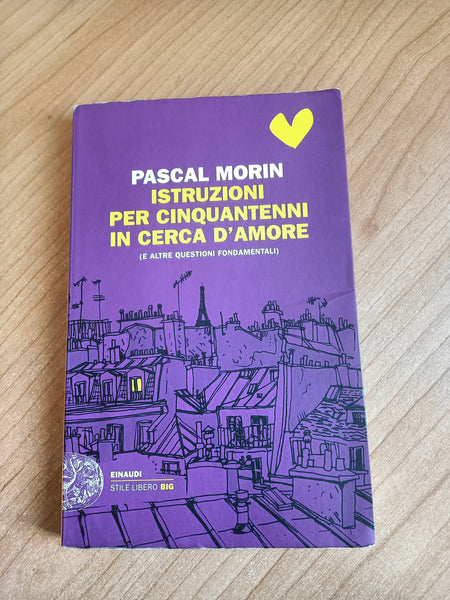 PASCAL MORIN
ISTRUZIONI
PER CINQUANTENNI
IN CERCA D'AMORE
(E ALTRE QUESTIONI FONDAMENTALI)
EINAUDI
STILE LIBERO BIG